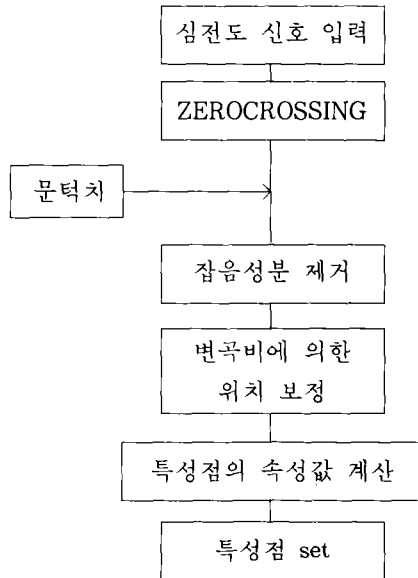 심전도 신호 입력
ZEROCROSSING
문턱치
잡음성분 제거
변곡비에 의한
위치 보정
특성점의 속성값 계산
특성점 set